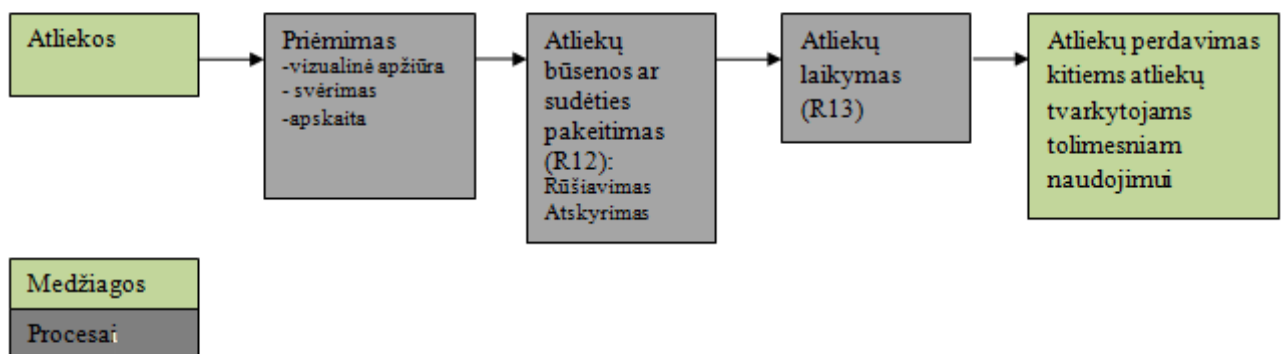 Atliekos
Priėmimas
-vizualinė apžiūra
- svėrimas
-apskaita
Atliekų
būsenos ar
sudėties
pakeitimas
(R12):
Rūšiavimas
Atskyrimas
Atliekų
laikymas
(R13)
Atliekų perdavimas
kitiems atliekų
tvarkytojams
tolimesniam
naudojimui
Medžiagos
Procesai